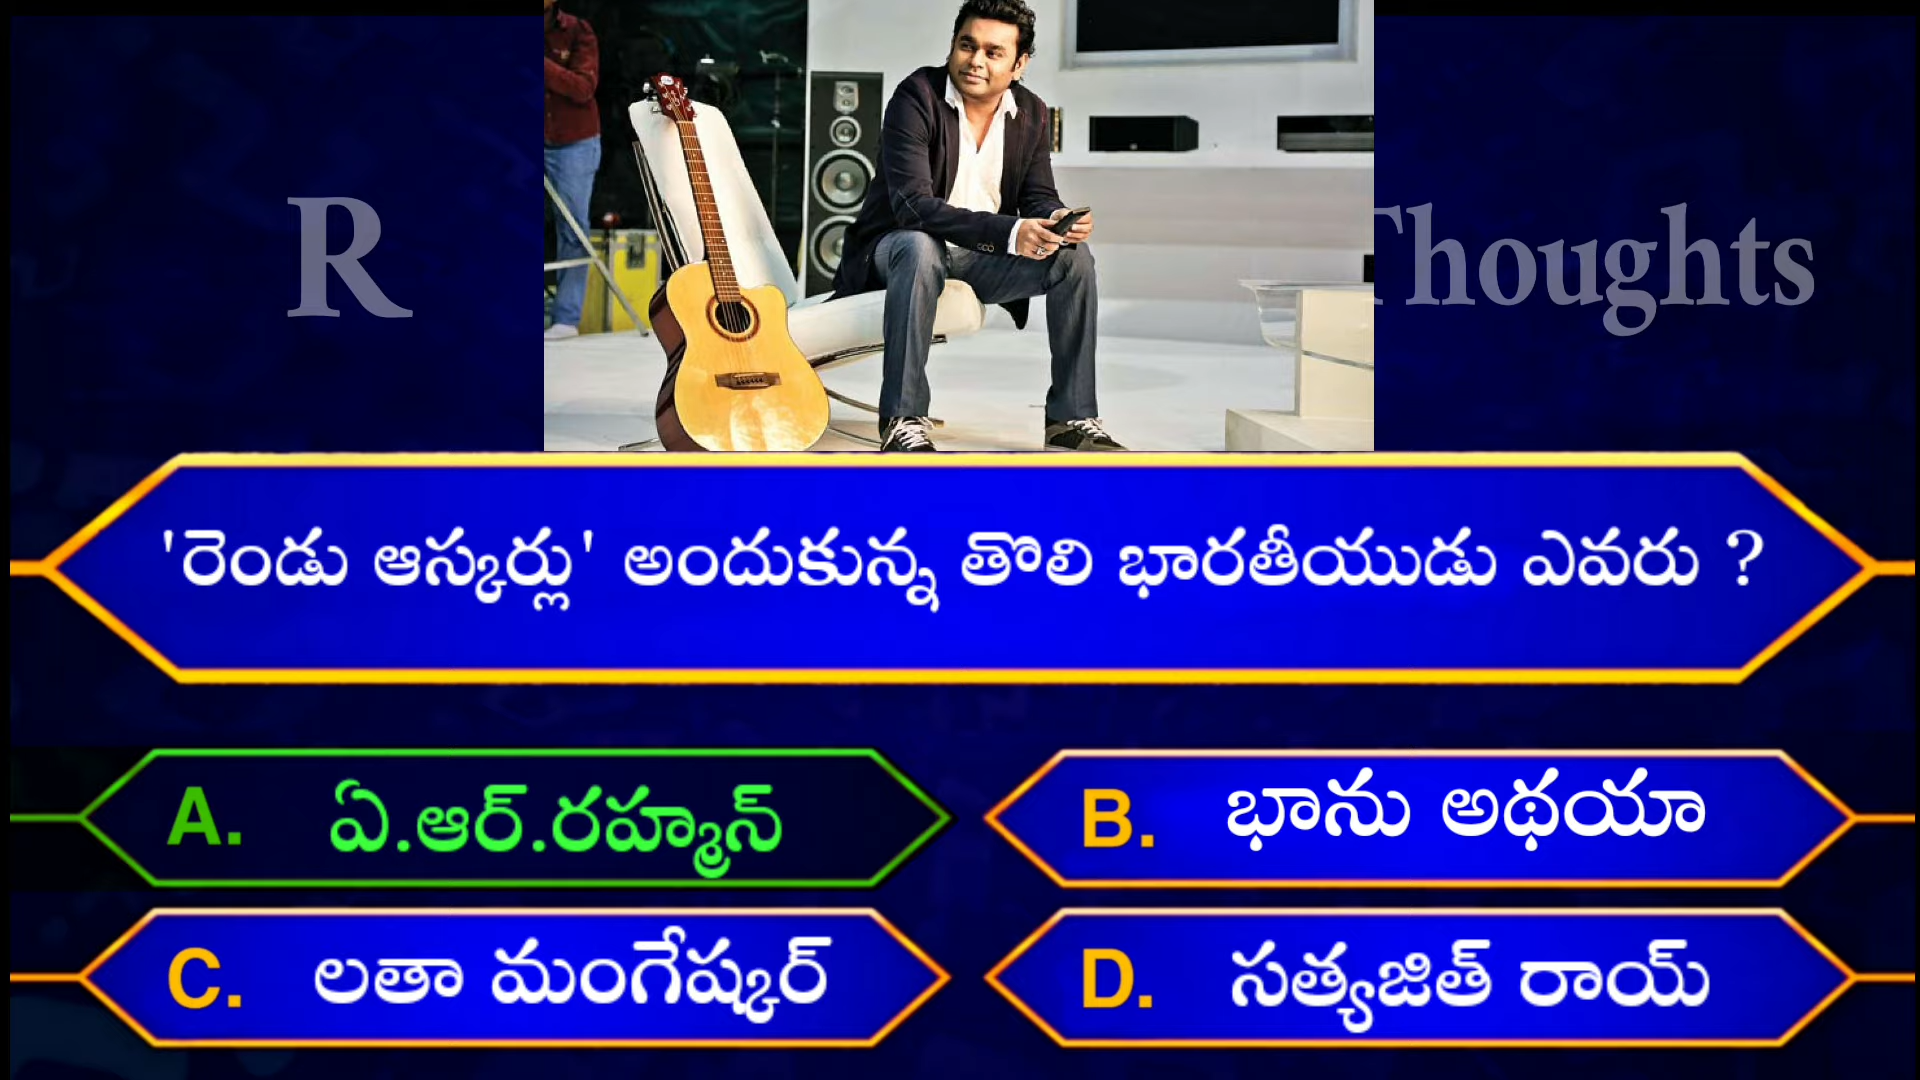 R Thoughts
'రెండు ఆస్కర్లు' అందుకున్న తొలి భారతీయుడు ఎవరు ?
A. ఏ.ఆర్.రహ్మాన్
B. భాను అథయా
C. లతా మంగేష్కర్
D. సత్యజిత్ రాయ్